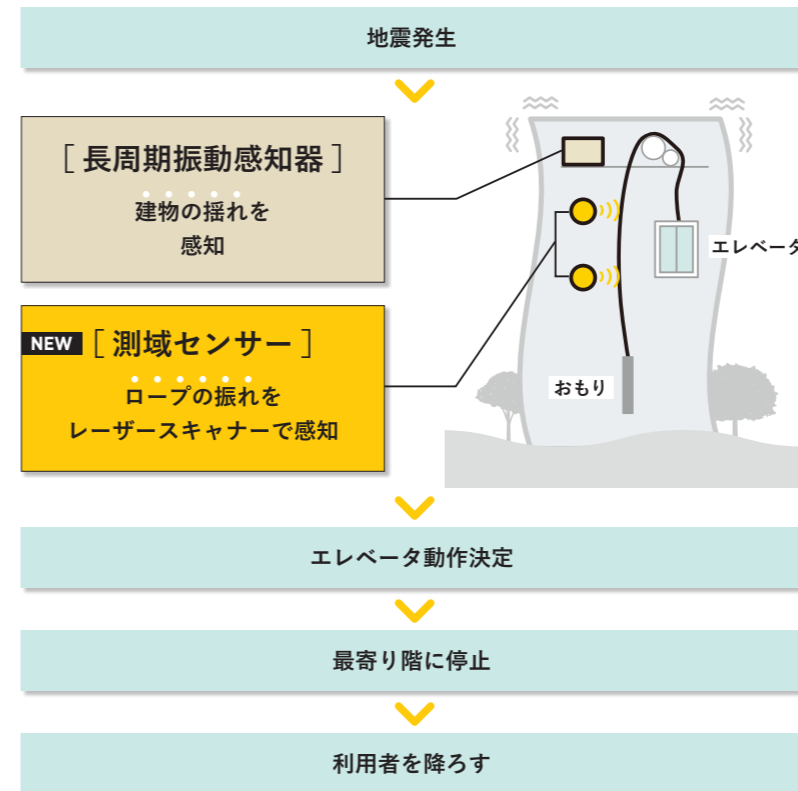 地震発生
［長周期振動感知器］
建物の揺れを
感知
NEW［測域センサー］
ロープの振れを
レーザースキャナーで感知
エレベータ
おもり
エレベータ動作決定
最寄り階に停止
利用者を降ろす